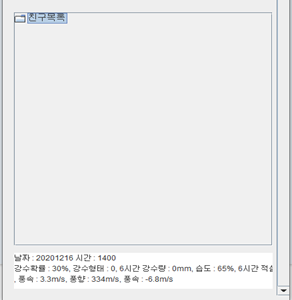 친구목록
날짜 : 20201216 시간 : 1400
강수확률 : 30%, 강수형태 : 0, 6시간 강수량 : 0mm, 습도 : 65%, 6시간 적설
, 풍속 : 3.3m/s, 풍향 : 334m/s, 풍속 : -6.8m/s